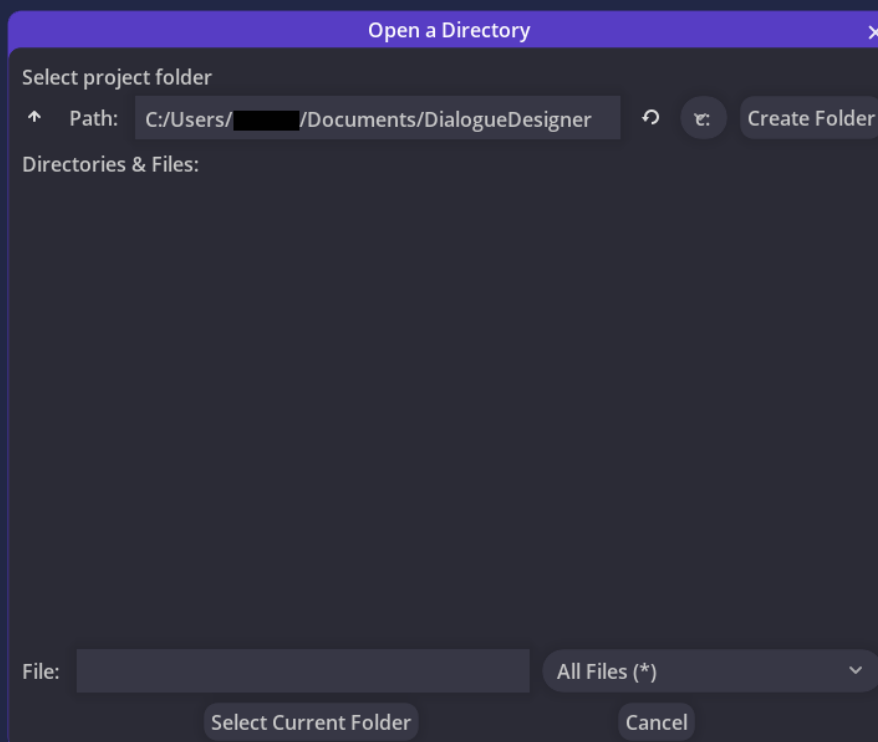 Open a Directory
Select project folder
Path: C:/Users/ /Documents/DialogueDesigner Create Folder
Directories & Files:
File: All Files (*)
Select Current Folder Cancel